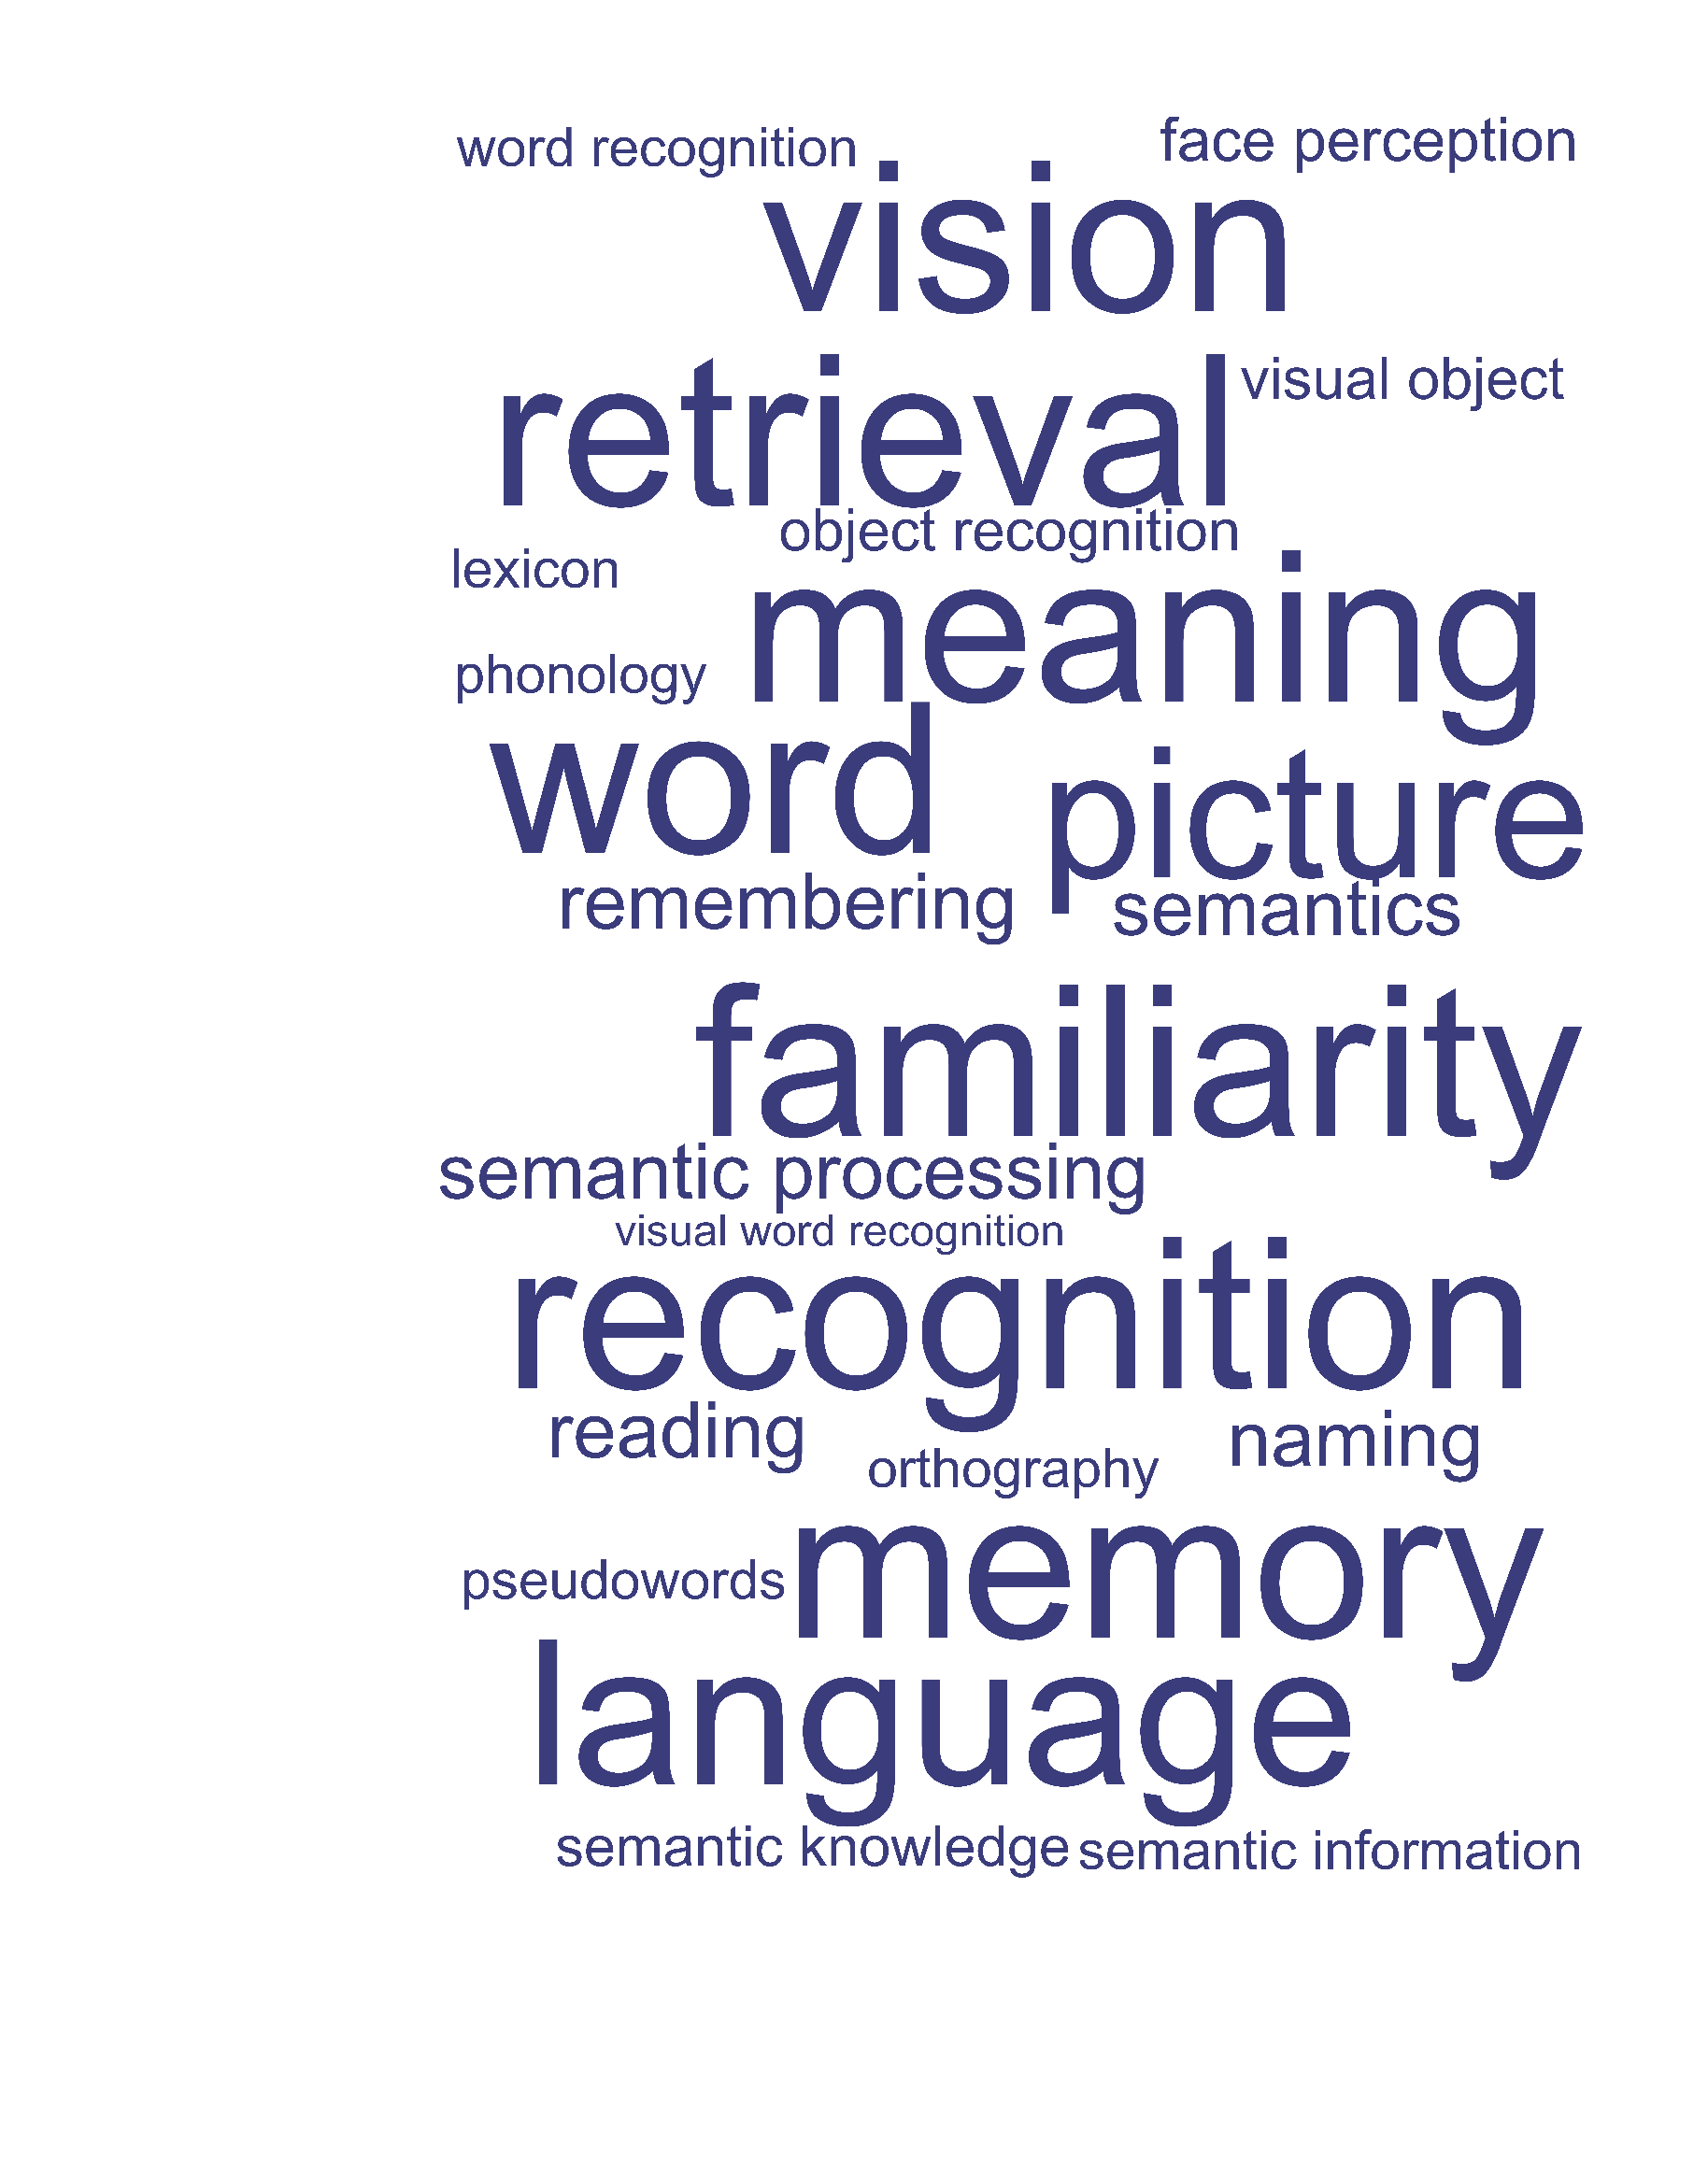 word recognition
face perception
vision
retrieval
visual object
object recognition
lexicon
meaning
phonology
word
picture
remembering
semantics
familiarity
semantic processing
visual word recognition
recognition
reading
naming
orthography
memory
pseudowords
language
semantic knowledge
semantic information